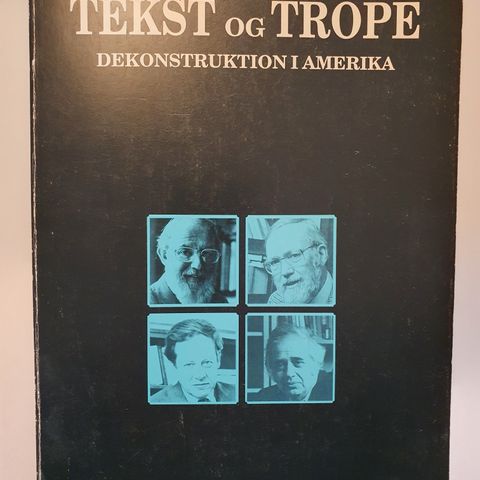 TEKST OG TROPE
DEKONSTRUKTION I AMERIKA